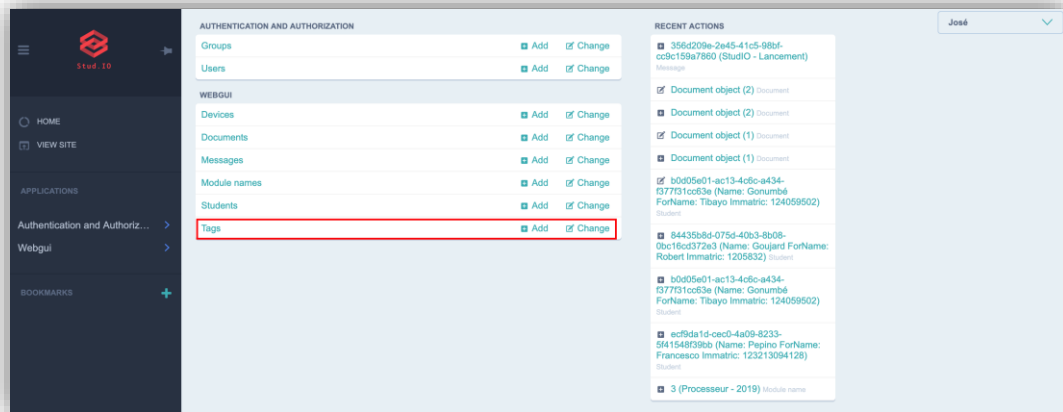 Stud.IO
HOME
VIEW SITE
APPLICATIONS
Authentication and Authoriz...
Webgui
BOOKMARKS
AUTHENTICATION AND AUTHORIZATION
Groups Add Change
Users Add Change
WEBGUI
Devices Add Change
Documents Add Change
Messages Add Change
Module names Add Change
Students Add Change
Tags Add Change
RECENT ACTIONS
356d209e-2e45-41c5-98bf-
cc9c159a7860 (StudIO - Lancement)
Message
Document object (2) Document
Document object (2) Document
Document object (1) Document
Document object (1) Document
b0d05e01-ac13-4c6c-a434-
f377f31cc63e (Name: Gonumbé
ForName: Tibayo Immatric: 124059502)
Student
84435b8d-075d-40b3-8b08-
0bc16cd372e3 (Name: Goujard ForName:
Robert Immatric: 1205832) Student
b0d05e01-ac13-4c6c-a434-
f377f31cc63e (Name: Gonumbé
ForName: Tibayo Immatric: 124059502)
Student
ecf9da1d-cec0-4a09-8233-
5f41548f39bb (Name: Pepino ForName:
Francesco Immatric: 123213094128)
Student
3 (Processeur - 2019) Module name
José